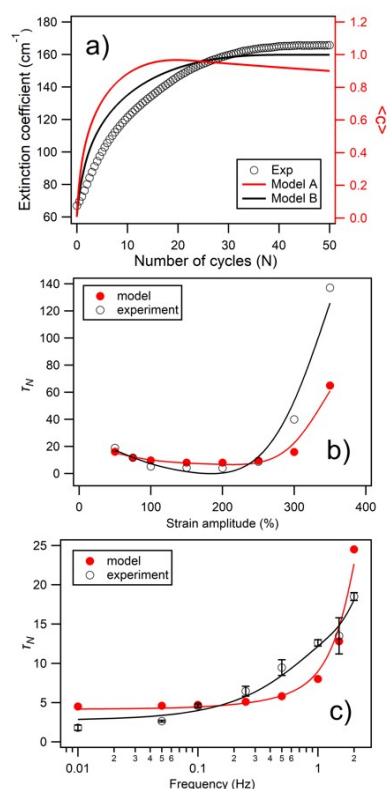 a)
160
140
120
100
80
60
Extinction coefficient (cm⁻¹)
1.2
1.0
0.8
0.6
0.4
0.2
0.0
<c>
Exp
Model A
Model B
0 10 20 30 40 50
Number of cycles (N)
140
120
100
80
60
40
20
0
τN
model
experiment
b)
0 100 200 300 400
Strain amplitude (%)
25
20
15
10
5
0
τN
model
experiment
c)
0.01 2 3 4 5 6 0.1 2 3 4 5 6 1 2
Frequency (Hz)